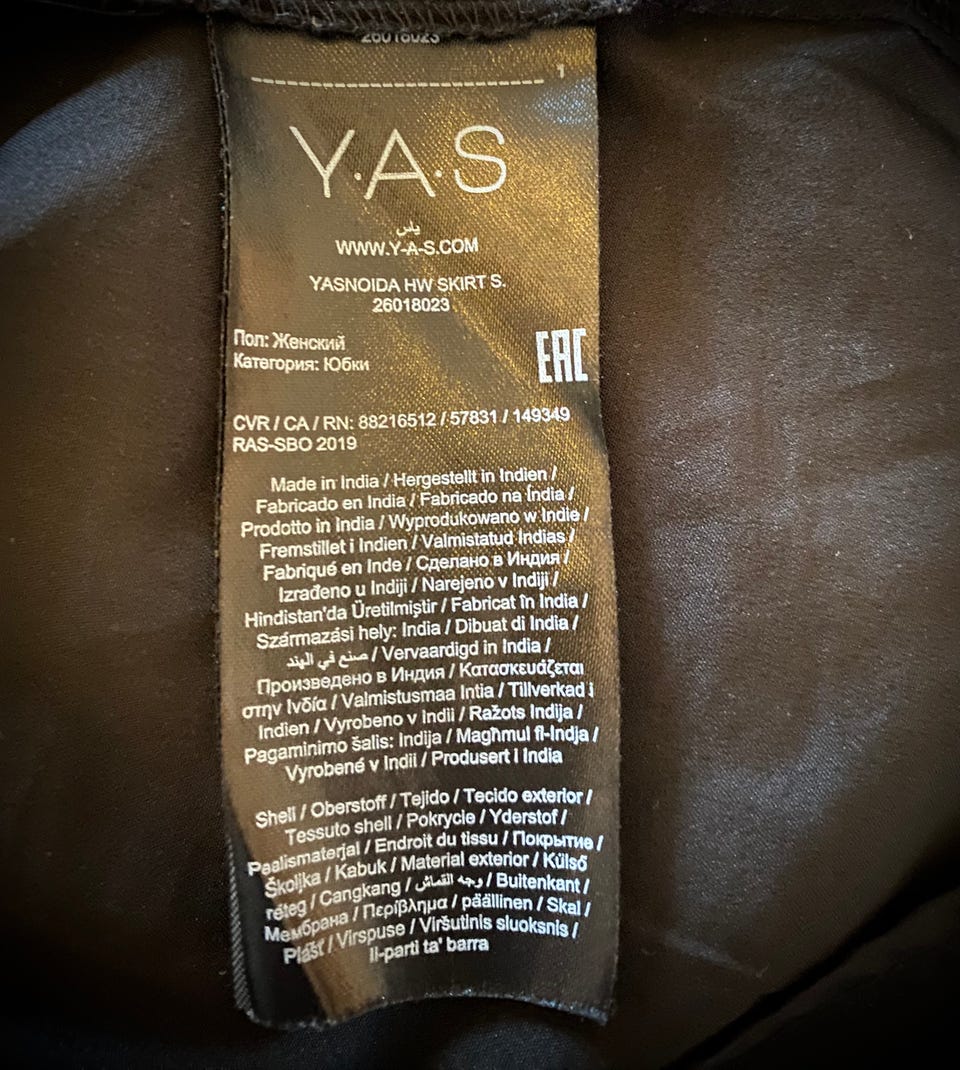 26018023
1
Y.A.S
ياس
WWW.Y-A-S.COM
YASNOIDA HW SKIRT S.
26018023
Пол: Женский
Категория: Юбки
EAC
CVR / CA / RN: 88216512 / 57831 / 149349
RAS-SBO 2019
Made in India / Hergestellt in Indien /
Fabricado en India / Fabricado na Índia /
Prodotto in India / Wyprodukowano w Indie /
Fremstillet i Indien / Valmistatud Indias /
Fabriqué en Inde / Сделано в Индия /
Izrađeno u Indiji / Narejeno v Indiji /
Hindistan'da Üretilmiştir / Fabricat în India /
Származási hely: India / Dibuat di India /
صنع في الهند / Vervaardigd in India /
Произведено в Индия / Κατασκευάζεται
στην Ινδία / Valmistusmaa Intia / Tillverkad i
Indien / Vyrobeno v Indii / Ražots Indija /
Pagaminimo šalis: Indija / Magħmul fl-Indja /
Vyrobené v Indii / Produsert i India
Shell / Oberstoff / Tejido / Tecido exterior /
Tessuto shell / Pokrycie / Yderstof /
Pealismaterjal / Endroit du tissu / Покрытие /
Školjka / Kabuk / Material exterior / Külső
réteg / Cangkang / وجه القماش / Buitenkant /
Мембрана / Περίβλημα / päällinen / Skal /
Plášť / Virspuse / Viršutinis sluoksnis /
Il-parti ta' barra